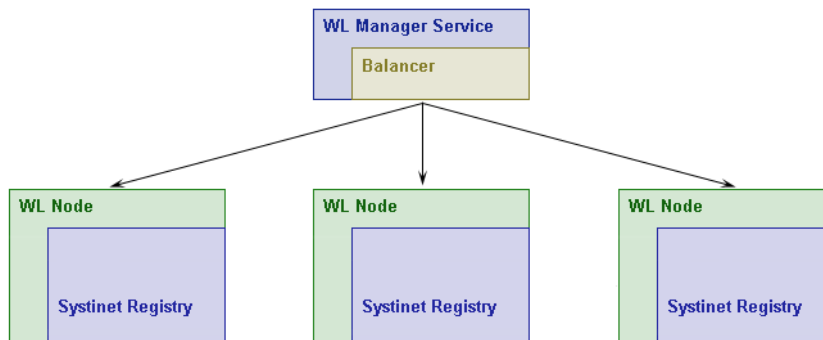 WL Manager Service
Balancer
WL Node
WL Node
WL Node
Systinet Registry
Systinet Registry
Systinet Registry